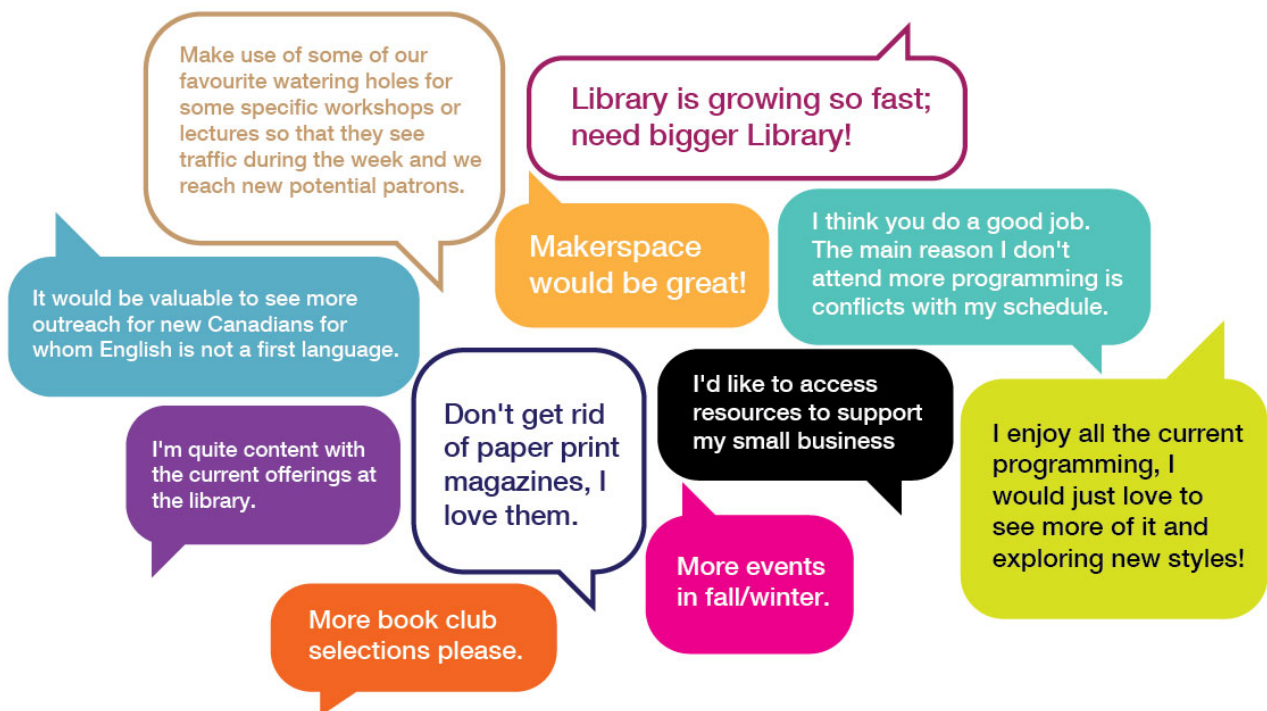 Make use of some of our
favourite watering holes for
some specific workshops or
lectures so that they see
traffic during the week and we
reach new potential patrons.
Library is growing so fast;
need bigger Library!
Makerspace
would be great!
I think you do a good job.
The main reason I don't
attend more programming is
conflicts with my schedule.
It would be valuable to see more
outreach for new Canadians for
whom English is not a first language.
Don't get rid
of paper print
magazines, I
love them.
I'd like to access
resources to support
my small business
I enjoy all the current
programming, I
would just love to
see more of it and
exploring new styles!
I'm quite content with
the current offerings at
the library.
More events
in fall/winter.
More book club
selections please.